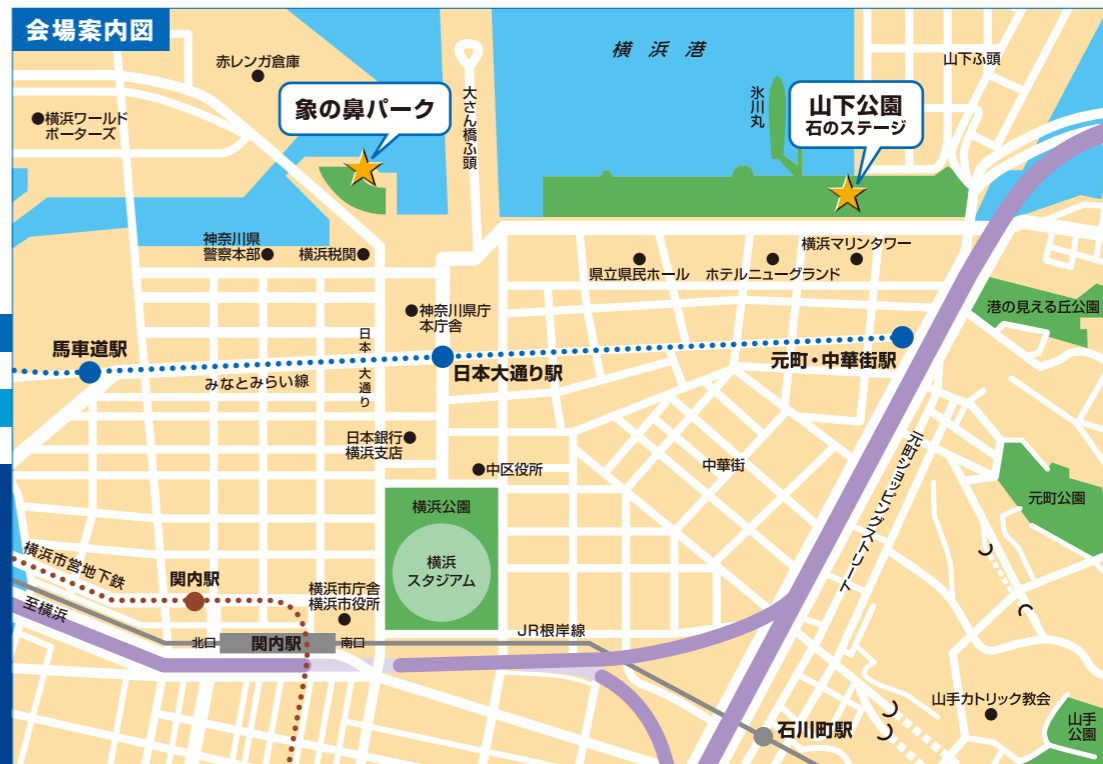 会場案内図
横浜港
赤レンガ倉庫
山下ふ頭
象の鼻パーク
大さん橋ふ頭
氷川丸
山下公園
石のステージ
●横浜ワールド
ポーターズ
神奈川県
警察本部●
横浜税関●
横浜マリンタワー
県立県民ホール
ホテルニューグランド
港の見える丘公園
●神奈川県庁
本庁舎
日本大通り
馬車道駅
みなとみらい線
日本大通り駅
元町・中華街駅
日本銀行●
横浜支店
●中区役所
中華街
元町ショッピングストリート
元町公園
横浜公園
横浜
スタジアム
横浜市営地下鉄
関内駅
横浜市庁舎
横浜市役所
至横浜
北口
関内駅
南口
JR根岸線
石川町駅
山手カトリック教会
山手
公園